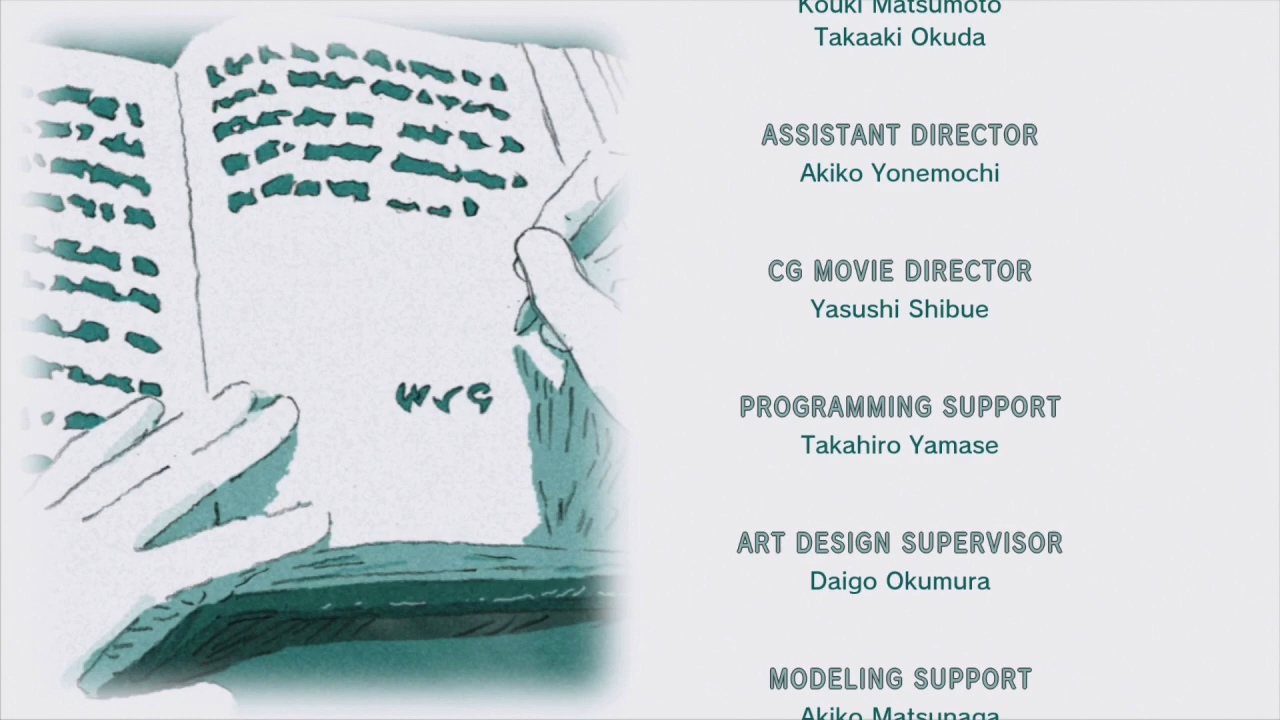 Kouki Matsumoto
Takaaki Okuda
ASSISTANT DIRECTOR
Akiko Yonemochi
CG MOVIE DIRECTOR
Yasushi Shibue
PROGRAMMING SUPPORT
Takahiro Yamase
ART DESIGN SUPERVISOR
Daigo Okumura
MODELING SUPPORT
Akiko Matsunaga